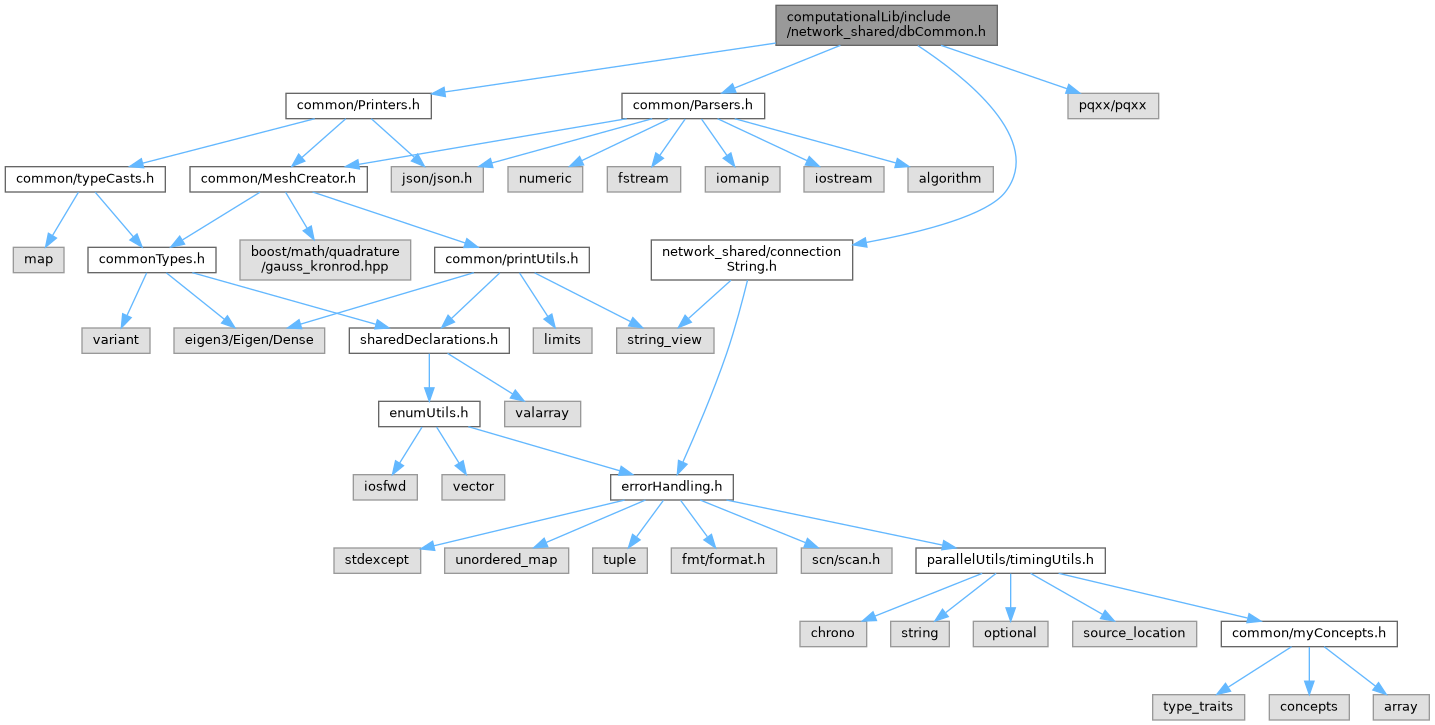 computationalLib/include
/network_shared/dbCommon.h
common/Printers.h
common/Parsers.h
pqxx/pqxx
common/typeCasts.h
common/MeshCreator.h
json/json.h
numeric
fstream
iomanip
iostream
algorithm
map
commonTypes.h
boost/math/quadrature
/gauss_kronrod.hpp
common/printUtils.h
network_shared/connection
String.h
variant
eigen3/Eigen/Dense
sharedDeclarations.h
limits
string_view
enumUtils.h
valarray
iosfwd
vector
errorHandling.h
stdexcept
unordered_map
tuple
fmt/format.h
scn/scan.h
parallelUtils/timingUtils.h
chrono
string
optional
source_location
common/myConcepts.h
type_traits
concepts
array